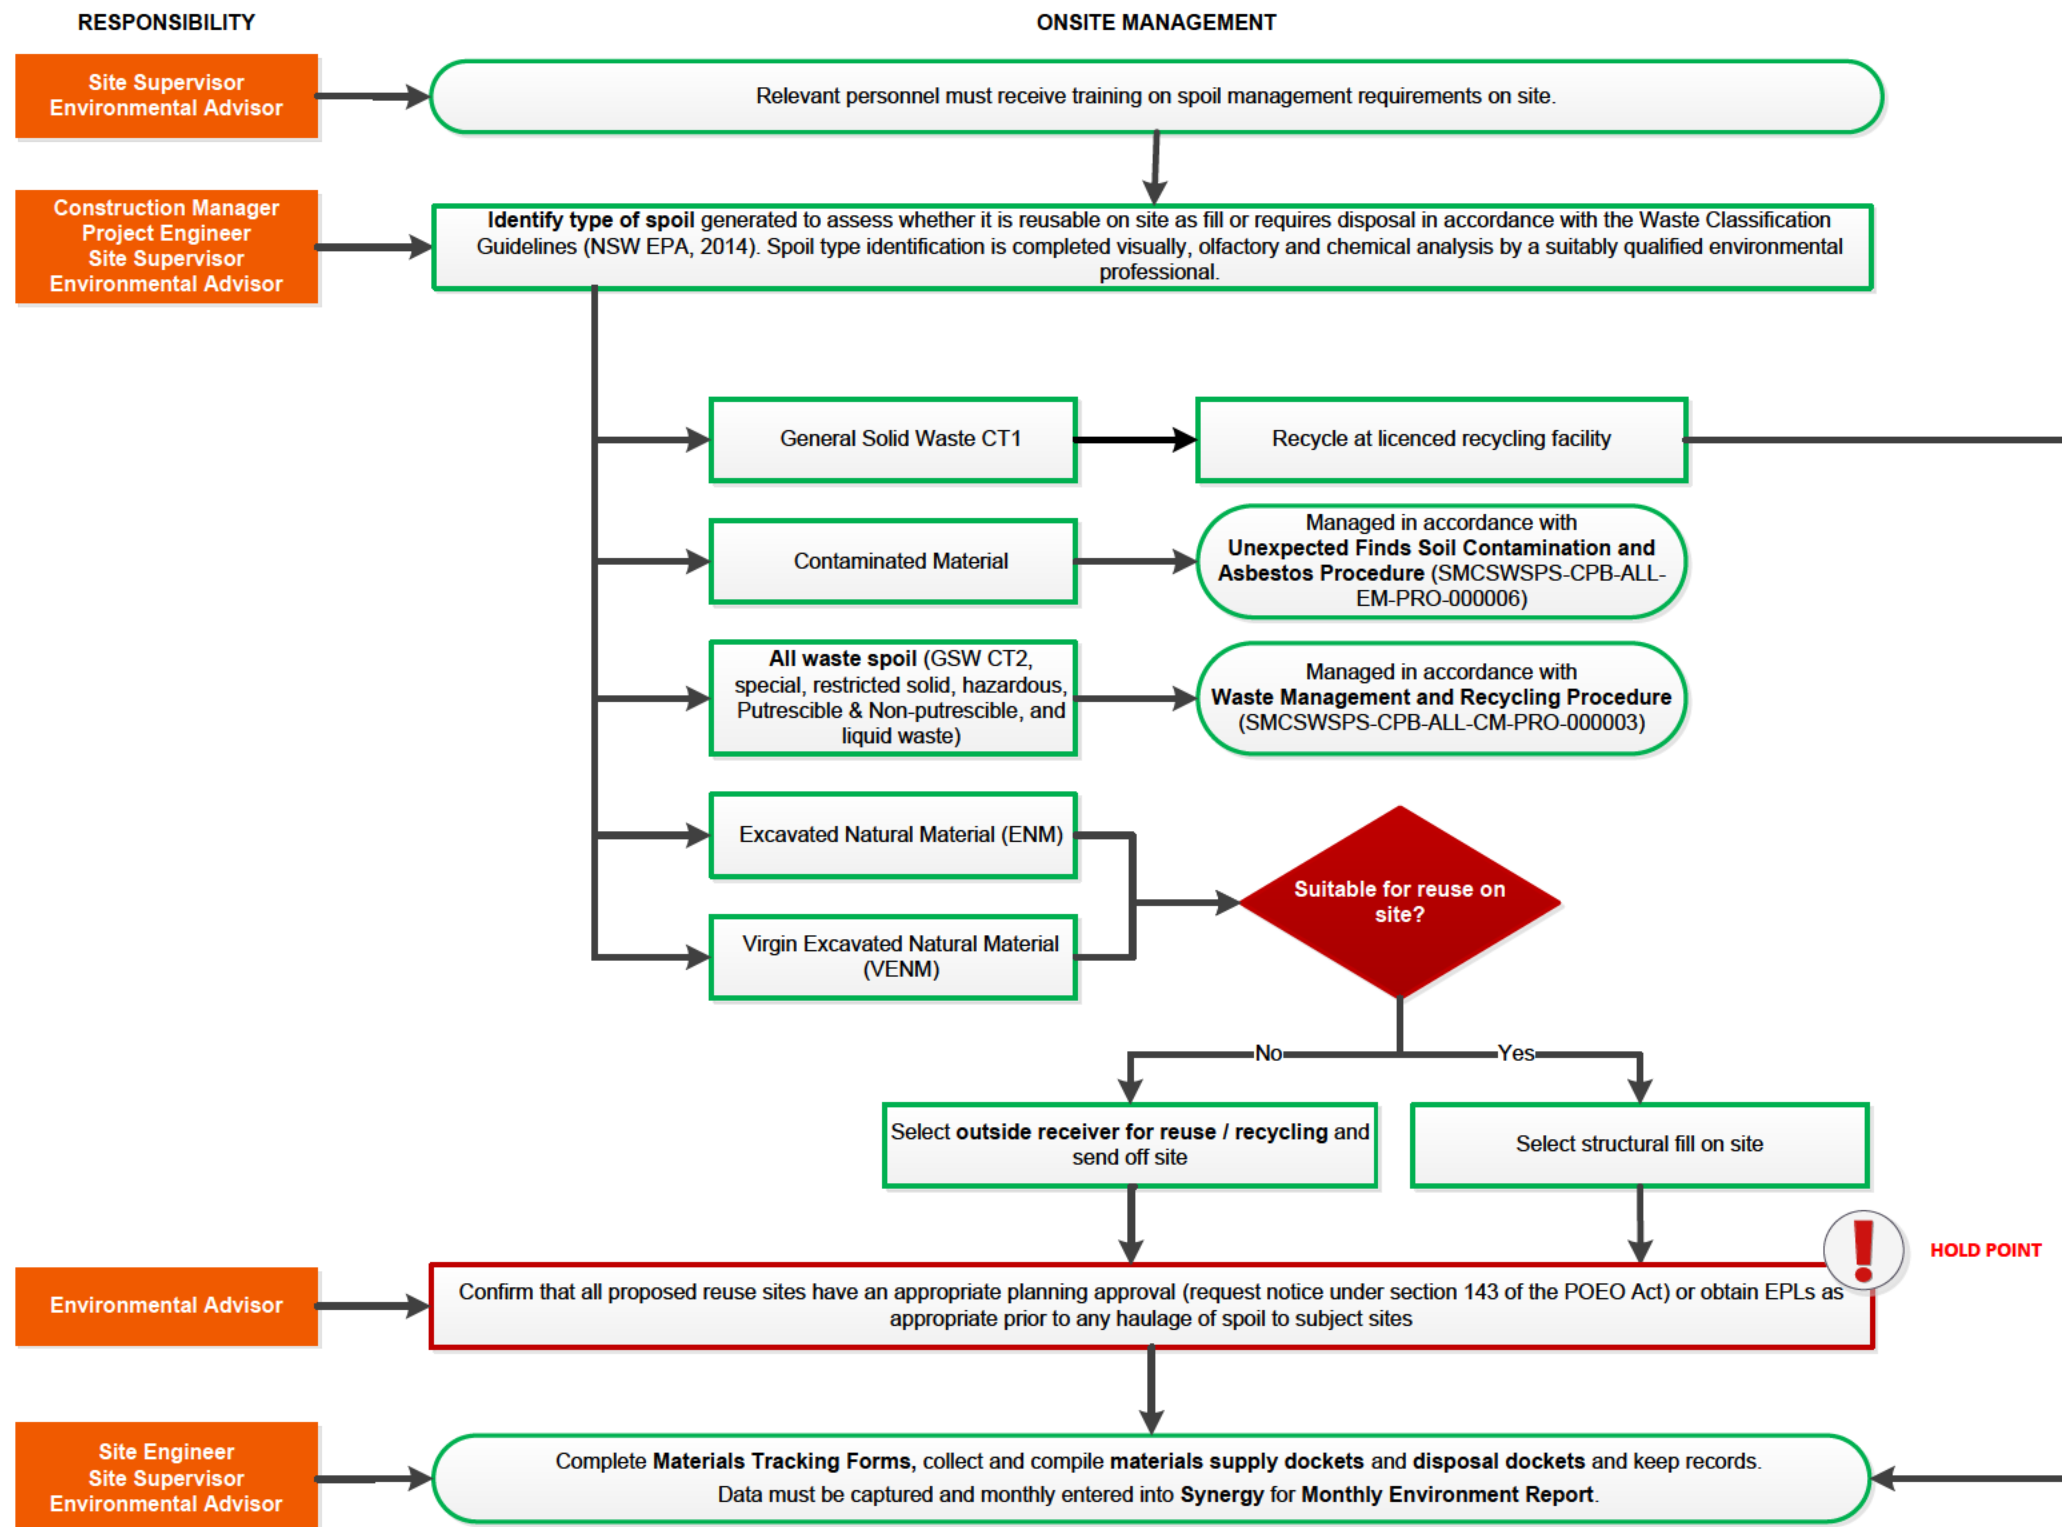 RESPONSIBILITY
ONSITE MANAGEMENT
Site Supervisor
Environmental Advisor
Relevant personnel must receive training on spoil management requirements on site.
Construction Manager
Project Engineer
Site Supervisor
Environmental Advisor
Identify type of spoil generated to assess whether it is reusable on site as fill or requires disposal in accordance with the Waste Classification
Guidelines (NSW EPA, 2014). Spoil type identification is completed visually, olfactory and chemical analysis by a suitably qualified environmental
professional.
General Solid Waste CT1
Recycle at licenced recycling facility
Contaminated Material
Managed in accordance with
Unexpected Finds Soil Contamination and
Asbestos Procedure (SMCSWSPS-CPB-ALL-
EM-PRO-000006)
All waste spoil (GSW CT2,
special, restricted solid, hazardous,
Putrescible & Non-putrescible, and
liquid waste)
Managed in accordance with
Waste Management and Recycling Procedure
(SMCSWSPS-CPB-ALL-CM-PRO-000003)
Excavated Natural Material (ENM)
Virgin Excavated Natural Material
(VENM)
Suitable for reuse on
site?
No
Yes
Select outside receiver for reuse / recycling and
send off site
Select structural fill on site
HOLD POINT
Environmental Advisor
Confirm that all proposed reuse sites have an appropriate planning approval (request notice under section 143 of the POEO Act) or obtain EPLs as
appropriate prior to any haulage of spoil to subject sites
Site Engineer
Site Supervisor
Environmental Advisor
Complete Materials Tracking Forms, collect and compile materials supply dockets and disposal dockets and keep records.
Data must be captured and monthly entered into Synergy for Monthly Environment Report.